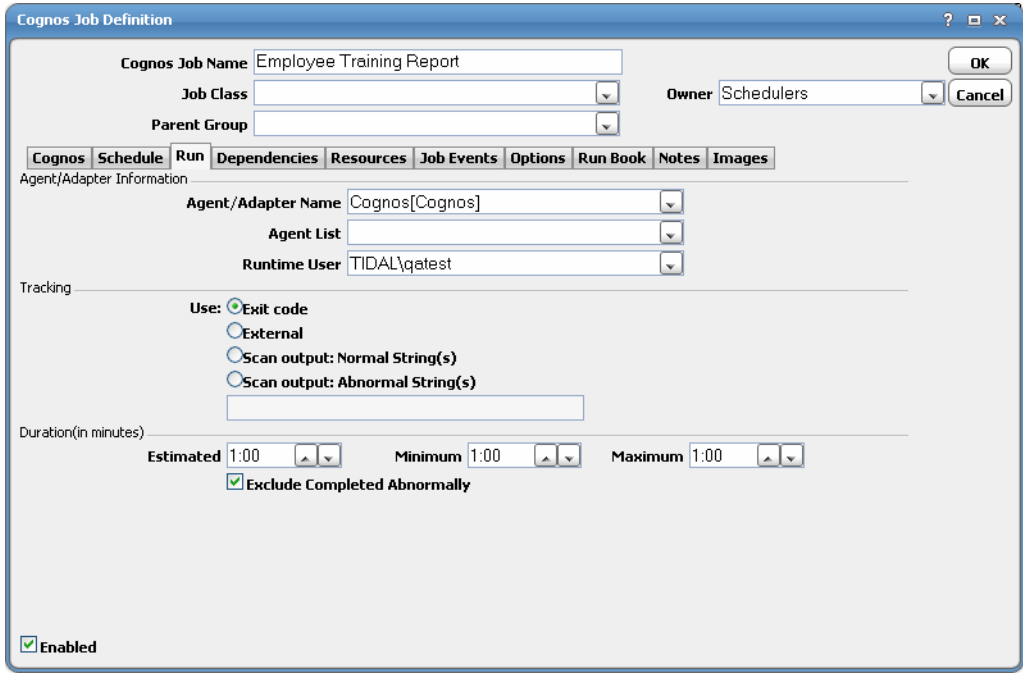 Cognos Job Definition ?
Cognos Job Name Employee Training Report OK
Job Class Owner Schedulers Cancel
Parent Group
Cognos Schedule Run Dependencies Resources Job Events Options Run Book Notes Images
Agent/Adapter Information
Agent/Adapter Name Cognos[Cognos]
Agent List
Runtime User TIDAL\qatest
Tracking
Use: Exit code
External
Scan output: Normal String(s)
Scan output: Abnormal String(s)
Duration(in minutes)
Estimated 1:00 Minimum 1:00 Maximum 1:00
Exclude Completed Abnormally
Enabled